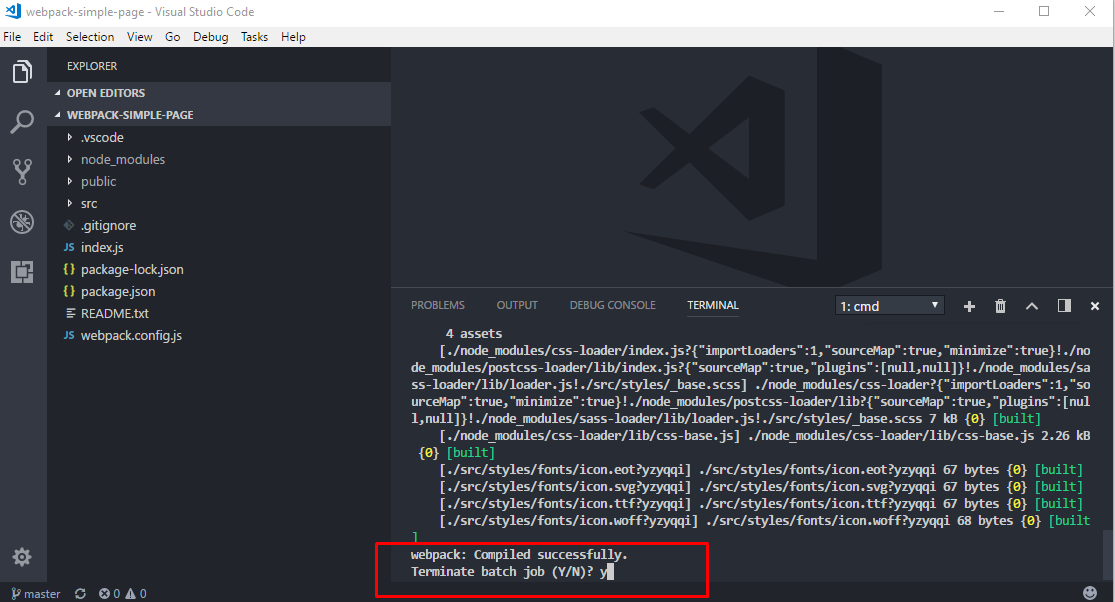 webpack-simple-page - Visual Studio Code
File Edit Selection View Go Debug Tasks Help
EXPLORER
OPEN EDITORS
WEBPACK-SIMPLE-PAGE
.vscode
node_modules
public
src
.gitignore
JS index.js
{} package-lock.json
{} package.json
README.txt
JS webpack.config.js
PROBLEMS OUTPUT DEBUG CONSOLE TERMINAL 1: cmd
4 assets
[./node_modules/css-loader/index.js?{"importLoaders":1,"sourceMap":true,"minimize":true}!./no
de_modules/postcss-loader/lib/index.js?{"sourceMap":true,"plugins":[null,null]}!./node_modules/sa
ss-loader/lib/loader.js!./src/styles/_base.scss] ./node_modules/css-loader?{"importLoaders":1,"so
urceMap":true,"minimize":true}!./node_modules/postcss-loader/lib?{"sourceMap":true,"plugins":[nul
l,null]}!./node_modules/sass-loader/lib/loader.js!./src/styles/_base.scss 7 kB {0} [built]
[./node_modules/css-loader/lib/css-base.js] ./node_modules/css-loader/lib/css-base.js 2.26 kB
{0} [built]
[./src/styles/fonts/icon.eot?yzyqqi] ./src/styles/fonts/icon.eot?yzyqqi 67 bytes {0} [built]
[./src/styles/fonts/icon.svg?yzyqqi] ./src/styles/fonts/icon.svg?yzyqqi 67 bytes {0} [built]
[./src/styles/fonts/icon.ttf?yzyqqi] ./src/styles/fonts/icon.ttf?yzyqqi 67 bytes {0} [built]
[./src/styles/fonts/icon.woff?yzyqqi] ./src/styles/fonts/icon.woff?yzyqqi 68 bytes {0} [built
]
webpack: Compiled successfully.
Terminate batch job (Y/N)? y
master 0 0